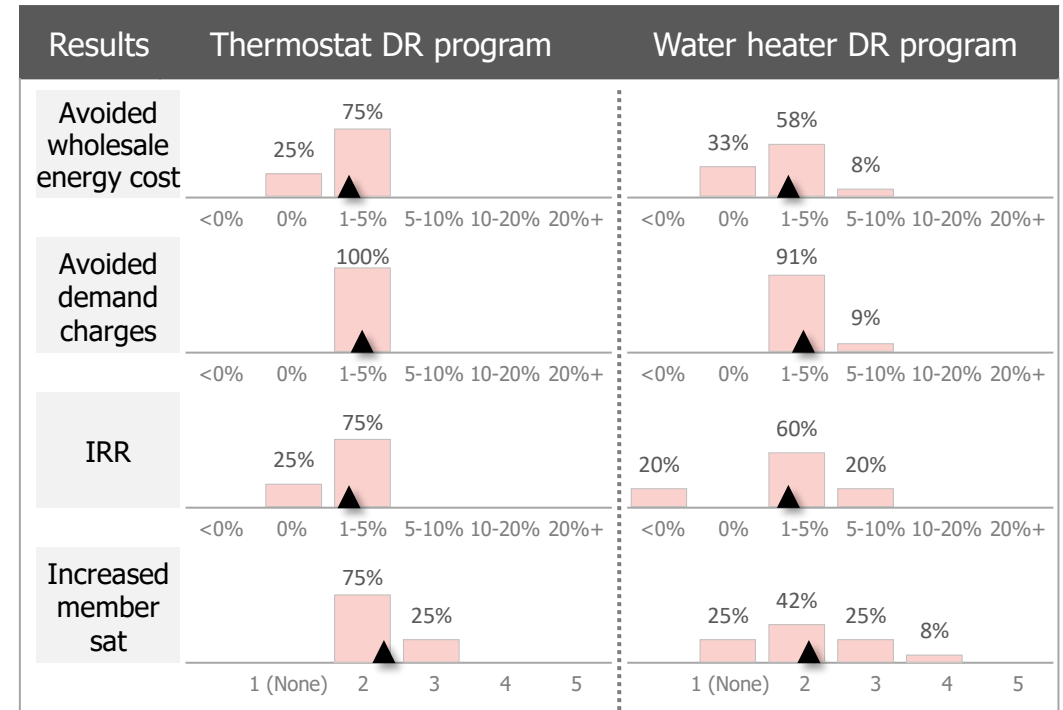 Results Thermostat DR program Water heater DR program
Avoided
wholesale
energy cost
25% 75%
<0% 0% 1-5% 5-10% 10-20% 20%+
33% 58% 8%
<0% 0% 1-5% 5-10% 10-20% 20%+
Avoided
demand
charges
100%
<0% 0% 1-5% 5-10% 10-20% 20%+
91% 9%
<0% 0% 1-5% 5-10% 10-20% 20%+
IRR
25% 75%
<0% 0% 1-5% 5-10% 10-20% 20%+
20% 60% 20%
<0% 0% 1-5% 5-10% 10-20% 20%+
Increased
member
sat
75% 25%
1 (None) 2 3 4 5
25% 42% 25% 8%
1 (None) 2 3 4 5